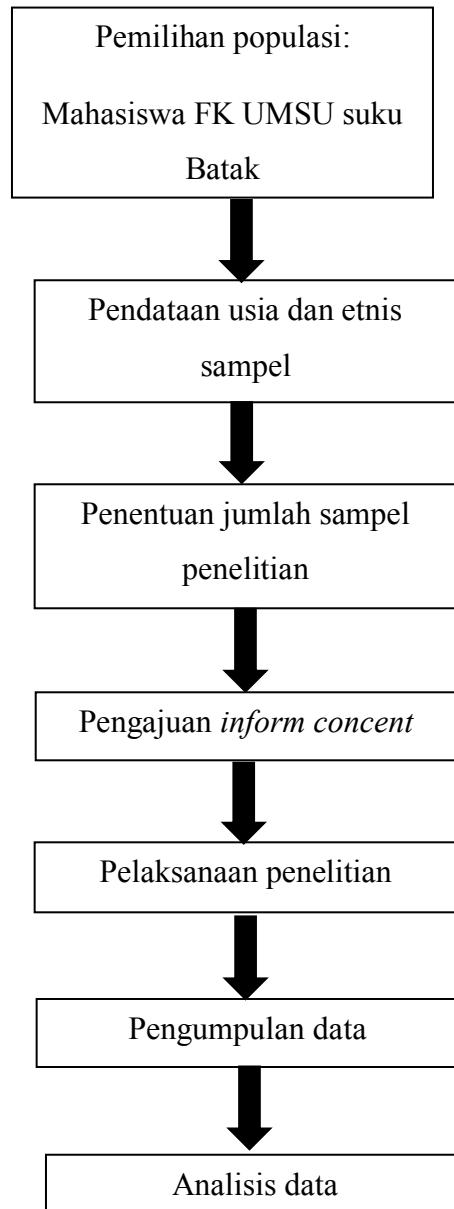 Pemilihan populasi:
Mahasiswa FK UMSU suku
Batak
Pendataan usia dan etnis
sampel
Penentuan jumlah sampel
penelitian
Pengajuan inform concent
Pelaksanaan penelitian
Pengumpulan data
Analisis data